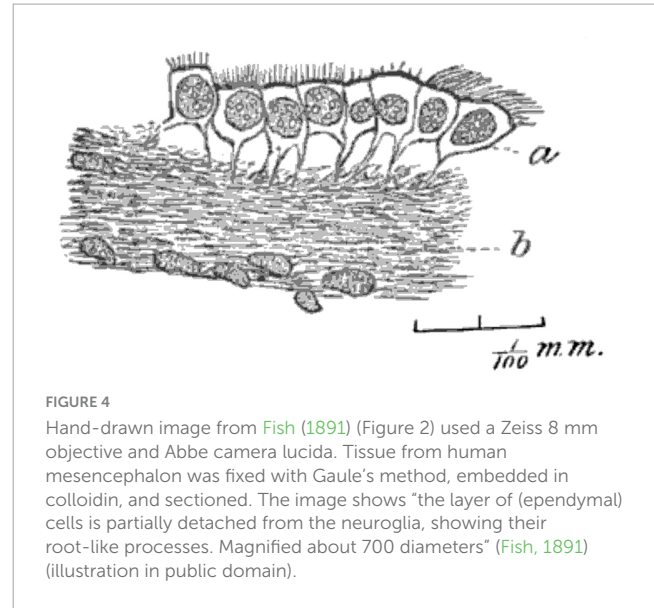 a
b
1/100 m.m.
FIGURE 4
Hand-drawn image from Fish (1891) (Figure 2) used a Zeiss 8 mm
objective and Abbe camera lucida. Tissue from human
mesencephalon was fixed with Gaule's method, embedded in
colloidin, and sectioned. The image shows “the layer of (ependymal)
cells is partially detached from the neuroglia, showing their
root-like processes. Magnified about 700 diameters” (Fish, 1891)
(illustration in public domain).